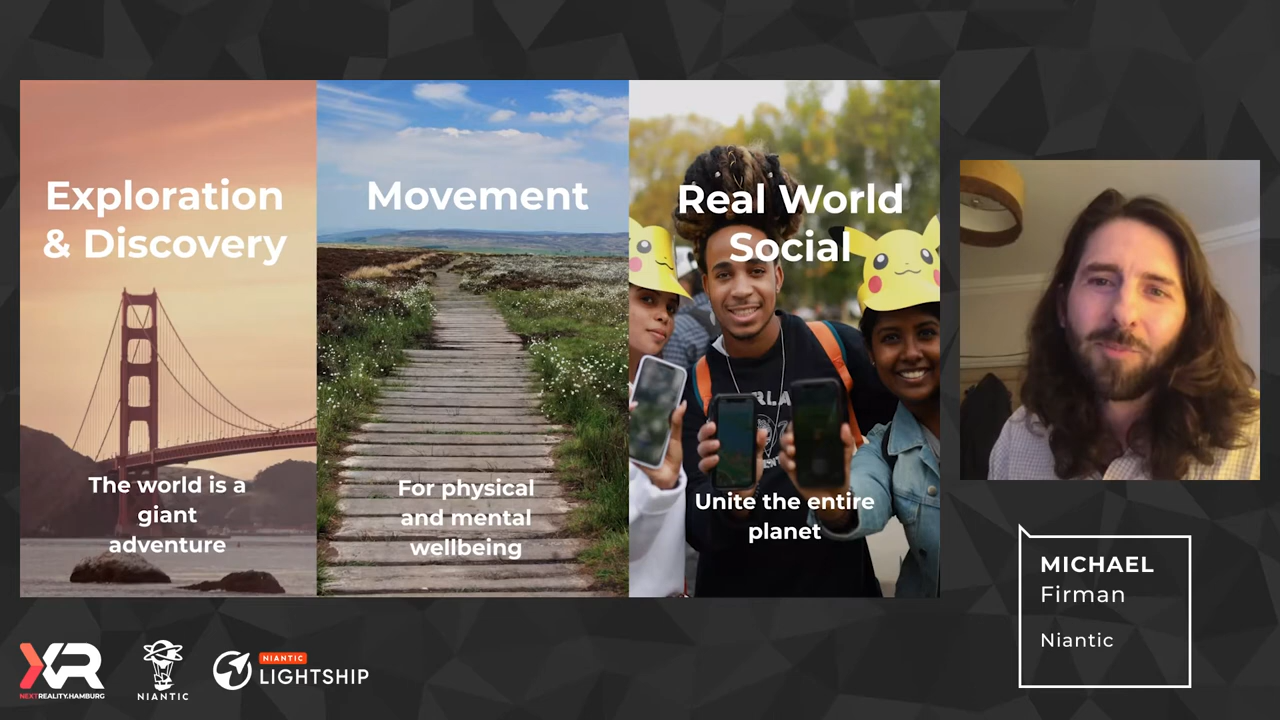 Exploration
& Discovery
The world is a
giant
adventure
Movement
For physical
and mental
wellbeing
Real World
Social
Unite the entire
planet
MICHAEL
Firman
Niantic
XR
NEXTREALITY.HAMBURG
NIANTIC
NIANTIC
LIGHTSHIP